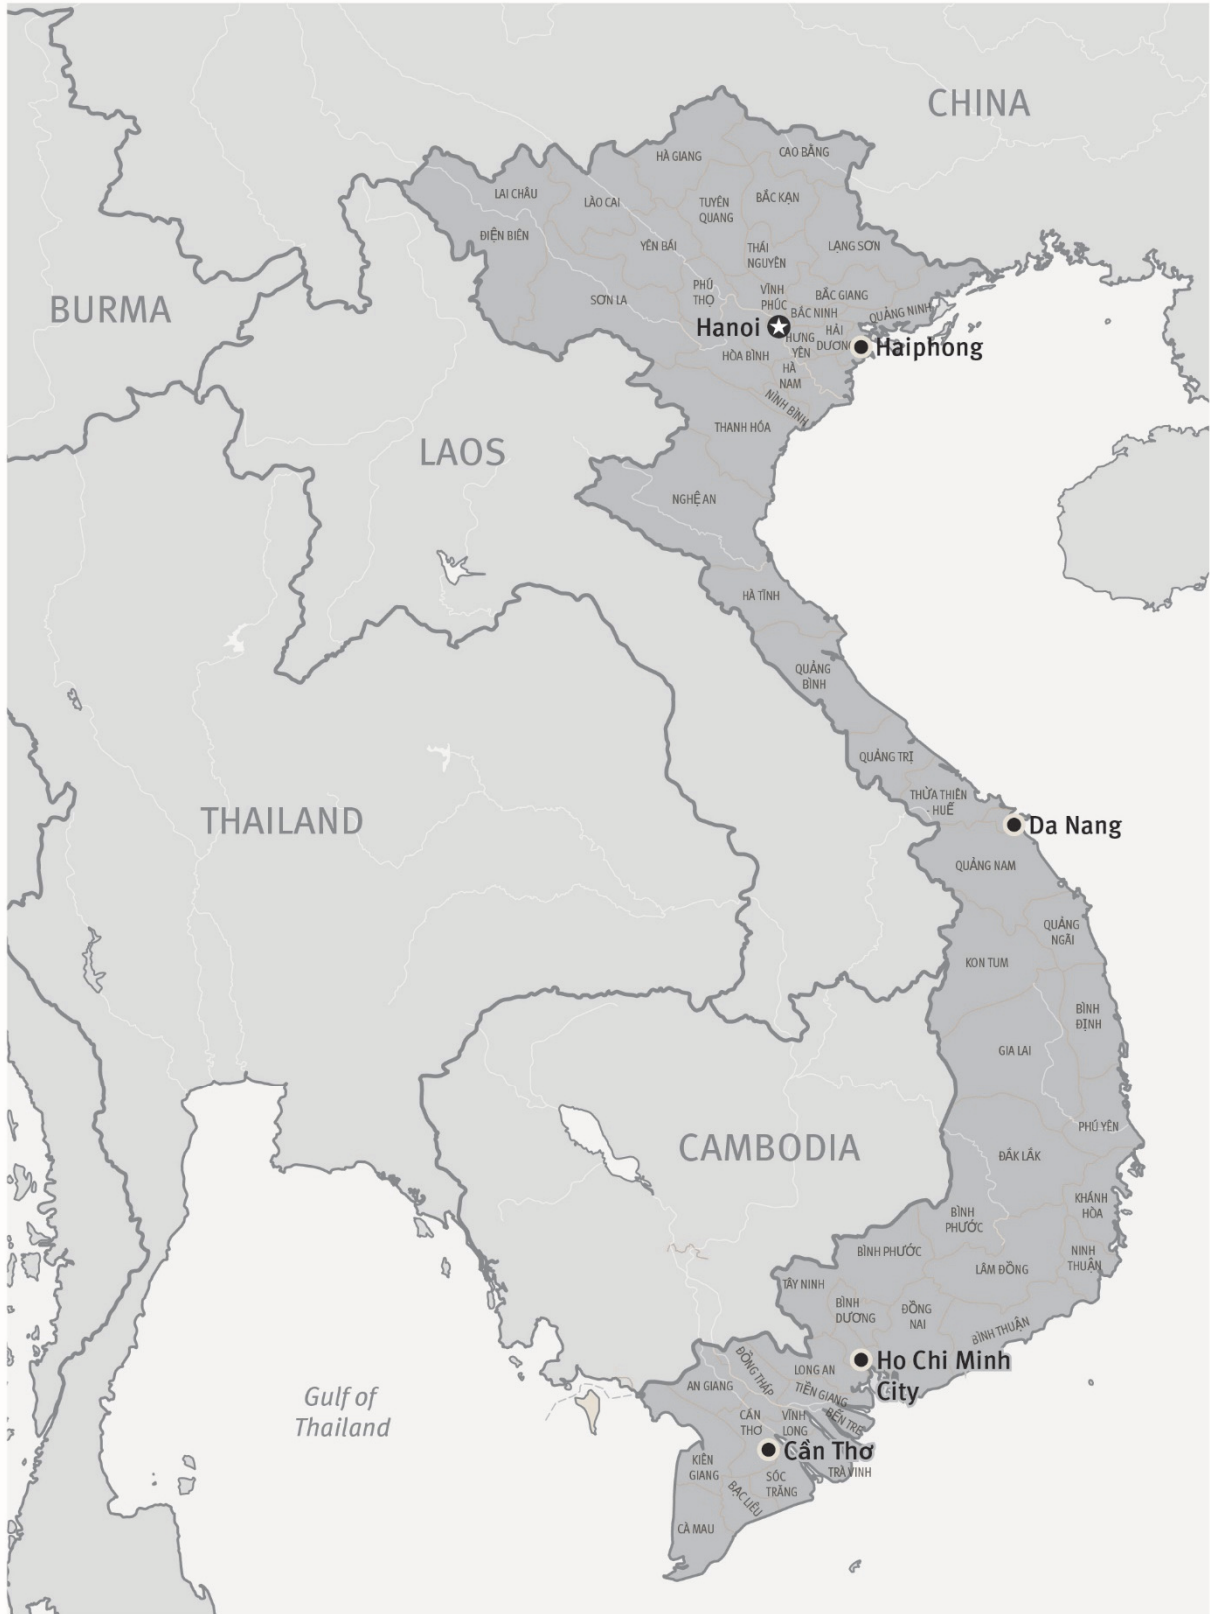 CHINA
HÀ GIANG
CAO BẰNG
LAI CHÂU
LÀO CAI
TUYÊN
QUANG
BẮC KẠN
ĐIỆN BIÊN
YÊN BÁI
THÁI
NGUYÊN
LẠNG SƠN
BURMA
SƠN LA
PHÚ
THỌ
VĨNH
PHÚC
BẮC GIANG
QUẢNG NINH
BẮC NINH
Hanoi
HƯNG
YÊN
HẢI
DƯƠNG
Haiphong
HÒA BÌNH
HÀ
NAM
NINH BÌNH
THANH HÓA
LAOS
NGHỆ AN
HÀ TĨNH
QUẢNG
BÌNH
QUẢNG TRỊ
THỪA THIÊN
- HUẾ
THAILAND
Da Nang
QUẢNG NAM
QUẢNG
NGÃI
KON TUM
BÌNH
ĐỊNH
GIA LAI
PHÚ YÊN
CAMBODIA
ĐẮK LẮK
KHÁNH
HÒA
BÌNH
PHƯỚC
BÌNH PHƯỚC
NINH
THUẬN
LÂM ĐỒNG
TÂY NINH
BÌNH
DƯƠNG
ĐỒNG
NAI
BÌNH THUẬN
Ho Chi Minh
City
LONG AN
ĐỒNG THÁP
AN GIANG
TIỀN GIANG
Gulf of
Thailand
CẦN
THƠ
VĨNH
LONG
BẾN TRE
Cần Thơ
KIÊN
GIANG
SÓC
TRĂNG
TRÀ VINH
BẠC LIÊU
CÀ MAU